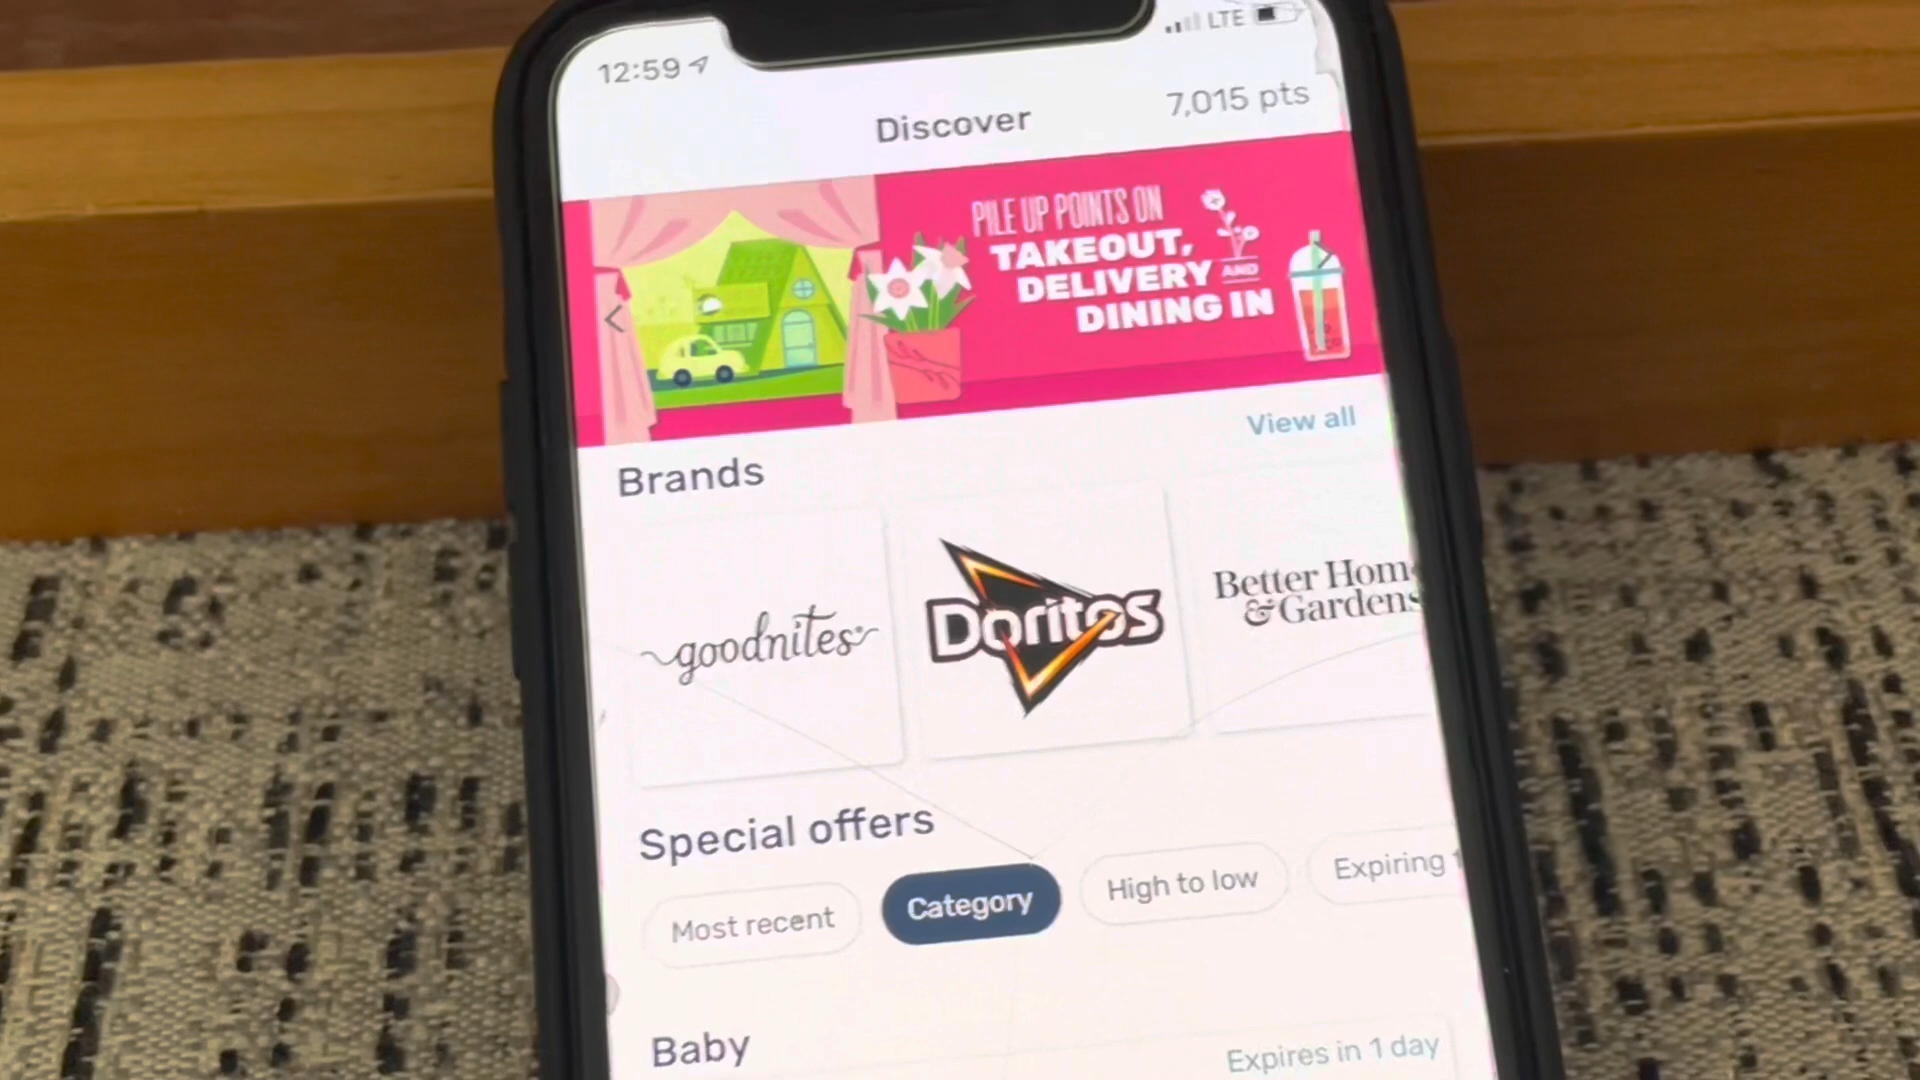 12:59
LTE
Discover
7,015 pts
PILE UP POINTS ON
TAKEOUT,
DELIVERY AND
DINING IN
View all
Brands
goodnites
Doritos
Better Hom
& Gardens
Special offers
Most recent
Category
High to low
Expiring
Baby
Expires in 1 day